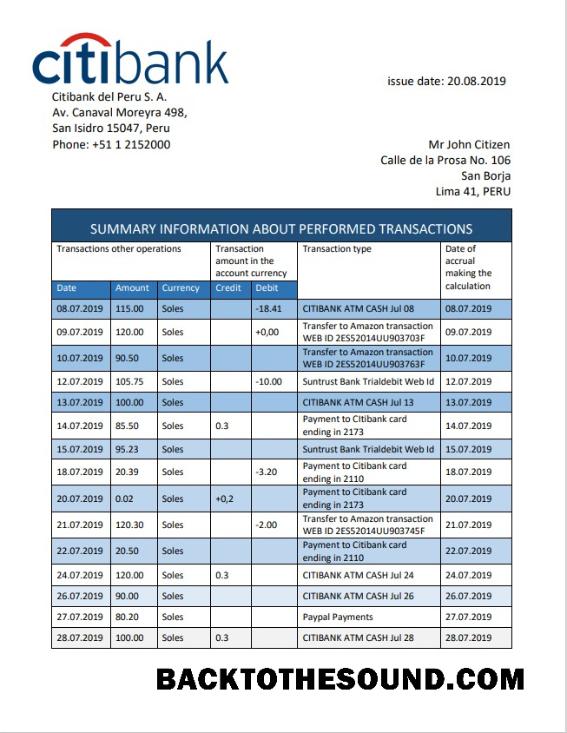 citibank
issue date: 20.08.2019
Citibank del Peru S. A.
Av. Canaval Moreyra 498,
San Isidro 15047, Peru
Phone: +51 1 2152000
Mr John Citizen
Calle de la Prosa No. 106
San Borja
Lima 41, PERU
SUMMARY INFORMATION ABOUT PERFORMED TRANSACTIONS
Transactions other operations
Transaction
amount in the
account currency
Transaction type
Date of
accrual
making the
calculation
Date Amount Currency Credit Debit
08.07.2019 115.00 Soles -18.41 CITIBANK ATM CASH Jul 08 08.07.2019
09.07.2019 120.00 Soles +0,00 Transfer to Amazon transaction
WEB ID 2ES52014UU903703F 09.07.2019
10.07.2019 90.50 Soles Transfer to Amazon transaction
WEB ID 2ES52014UU903763F 10.07.2019
12.07.2019 105.75 Soles -10.00 Suntrust Bank Trialdebit Web Id 12.07.2019
13.07.2019 100.00 Soles CITIBANK ATM CASH Jul 13 13.07.2019
14.07.2019 85.50 Soles 0.3 Payment to CItibank card
ending in 2173 14.07.2019
15.07.2019 95.23 Soles Suntrust Bank Trialdebit Web Id 15.07.2019
18.07.2019 20.39 Soles -3.20 Payment to Citibank card
ending in 2110 18.07.2019
20.07.2019 0.02 Soles +0,2 Payment to Citibank card
ending in 2173 20.07.2019
21.07.2019 120.30 Soles -2.00 Transfer to Amazon transaction
WEB ID 2ES52014UU903745F 21.07.2019
22.07.2019 20.50 Soles Payment to Citibank card
ending in 2110 22.07.2019
24.07.2019 120.00 Soles 0.3 CITIBANK ATM CASH Jul 24 24.07.2019
26.07.2019 90.00 Soles CITIBANK ATM CASH Jul 26 26.07.2019
27.07.2019 80.20 Soles Paypal Payments 27.07.2019
28.07.2019 100.00 Soles 0.3 CITIBANK ATM CASH Jul 28 28.07.2019
BACKTOTHESOUND.COM